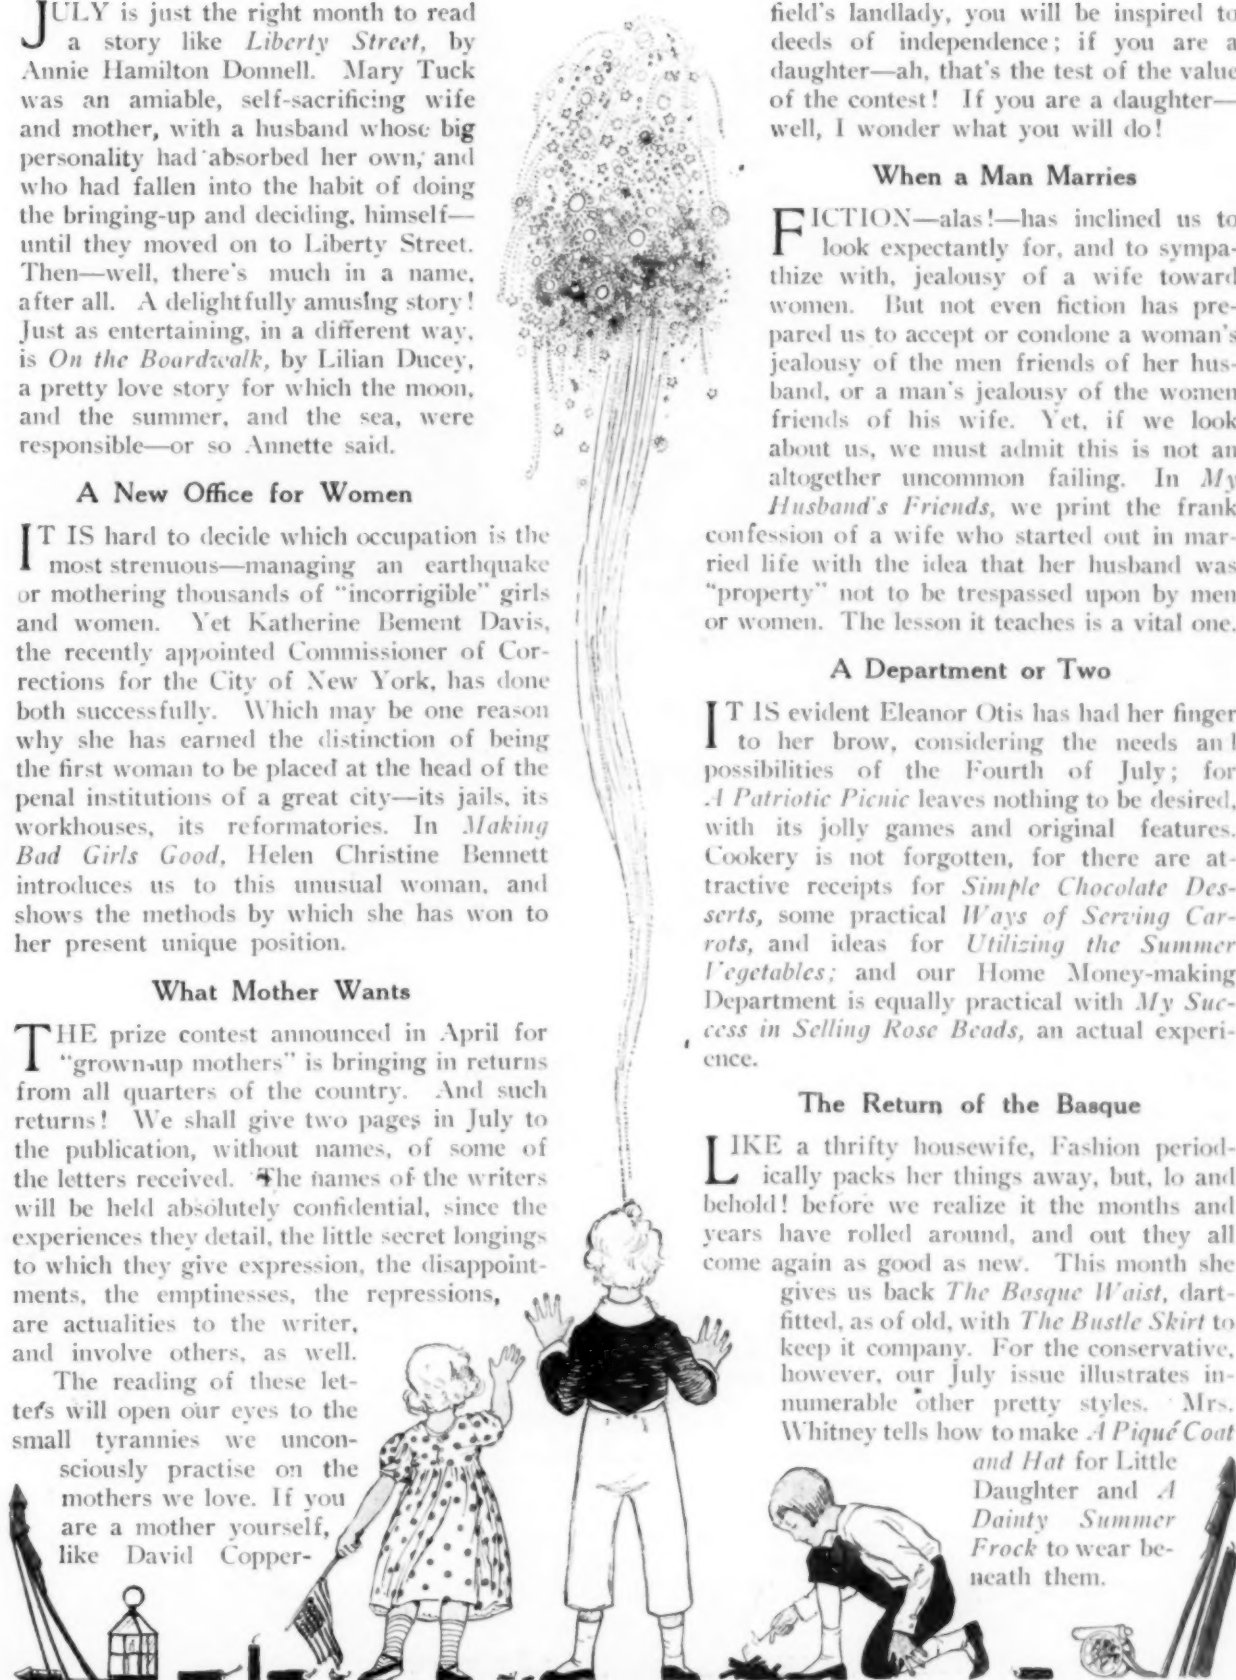 JULY is just the right month to read
a story like Liberty Street, by
Annie Hamilton Donnell. Mary Tuck
was an amiable, self-sacrificing wife
and mother, with a husband whose big
personality had absorbed her own, and
who had fallen into the habit of doing
the bringing-up and deciding, himself—
until they moved on to Liberty Street.
Then—well, there's much in a name,
after all. A delightfully amusing story!
Just as entertaining, in a different way,
is On the Boardwalk, by Lilian Ducey,
a pretty love story for which the moon,
and the summer, and the sea, were
responsible—or so Annette said.
A New Office for Women
IT IS hard to decide which occupation is the
most strenuous—managing an earthquake
or mothering thousands of "incorrigible" girls
and women. Yet Katherine Bement Davis,
the recently appointed Commissioner of Cor-
rections for the City of New York, has done
both successfully. Which may be one reason
why she has earned the distinction of being
the first woman to be placed at the head of the
penal institutions of a great city—its jails, its
workhouses, its reformatories. In Making
Bad Girls Good, Helen Christine Bennett
introduces us to this unusual woman, and
shows the methods by which she has won to
her present unique position.
What Mother Wants
THE prize contest announced in April for
"grown-up mothers" is bringing in returns
from all quarters of the country. And such
returns! We shall give two pages in July to
the publication, without names, of some of
the letters received. The names of the writers
will be held absolutely confidential, since the
experiences they detail, the little secret longings
to which they give expression, the disappoint-
ments, the emptinesses, the repressions,
are actualities to the writer,
and involve others, as well.
The reading of these let-
ters will open our eyes to the
small tyrannies we uncon-
sciously practise on the
mothers we love. If you
are a mother yourself,
like David Copper-
field's landlady, you will be inspired to
deeds of independence; if you are a
daughter—ah, that's the test of the value
of the contest! If you are a daughter—
well, I wonder what you will do!
When a Man Marries
FICTION—alas!—has inclined us to
look expectantly for, and to sympa-
thize with, jealousy of a wife toward
women. But not even fiction has pre-
pared us to accept or condone a woman's
jealousy of the men friends of her hus-
band, or a man's jealousy of the women
friends of his wife. Yet, if we look
about us, we must admit this is not an
altogether uncommon failing. In My
Husband's Friends, we print the frank
confession of a wife who started out in mar-
ried life with the idea that her husband was
"property" not to be trespassed upon by men
or women. The lesson it teaches is a vital one.
A Department or Two
IT IS evident Eleanor Otis has had her finger
to her brow, considering the needs and
possibilities of the Fourth of July; for
A Patriotic Picnic leaves nothing to be desired,
with its jolly games and original features.
Cookery is not forgotten, for there are at-
tractive receipts for Simple Chocolate Des-
serts, some practical Ways of Serving Car-
rots, and ideas for Utilizing the Summer
Vegetables; and our Home Money-making
Department is equally practical with My Suc-
cess in Selling Rose Beads, an actual experi-
ence.
The Return of the Basque
LIKE a thrifty housewife, Fashion period-
ically packs her things away, but, lo and
behold! before we realize it the months and
years have rolled around, and out they all
come again as good as new. This month she
gives us back The Basque Waist, dart-
fitted, as of old, with The Bustle Skirt to
keep it company. For the conservative,
however, our July issue illustrates in-
numerable other pretty styles. Mrs.
Whitney tells how to make A Piqué Coat
and Hat for Little
Daughter and A
Dainty Summer
Frock to wear be-
neath them.